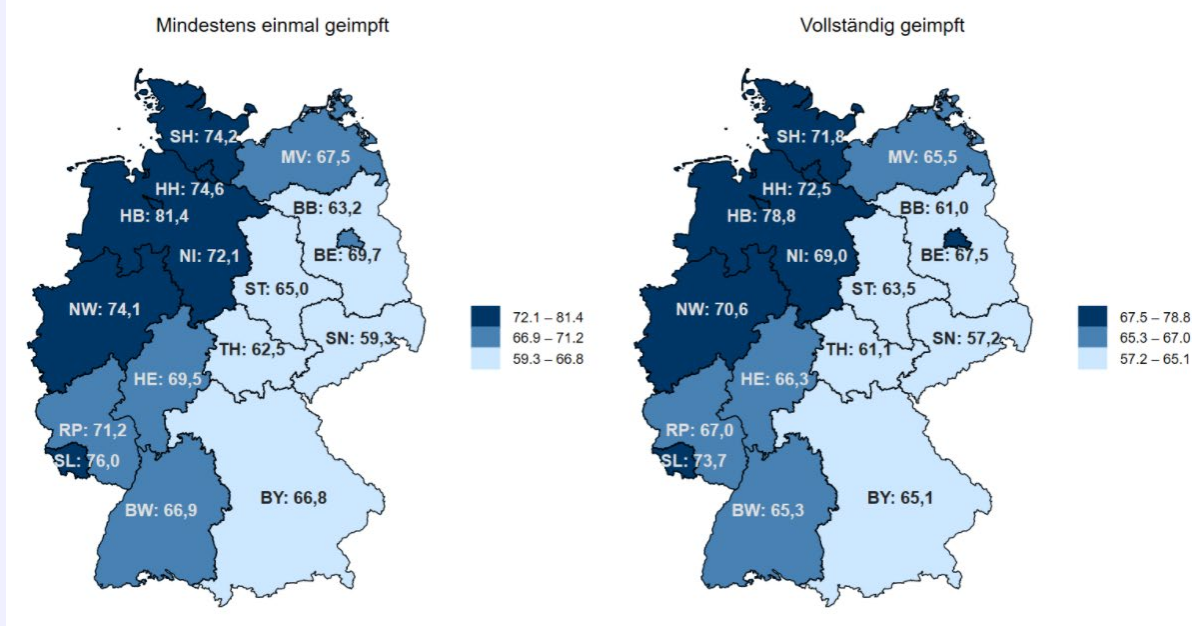 Mindestens einmal geimpft
SH: 74,2
MV: 67,5
HH: 74,6
BB: 63,2
HB: 81,4
NI: 72,1
BE: 69,7
ST: 65,0
NW: 74,1
SN: 59,3
TH: 62,5
HE: 69,5
RP: 71,2
SL: 76,0
BY: 66,8
BW: 66,9
72.1 – 81.4
66.9 – 71.2
59.3 – 66.8
Vollständig geimpft
SH: 71,8
MV: 65,5
HH: 72,5
BB: 61,0
HB: 78,8
NI: 69,0
BE: 67,5
ST: 63,5
NW: 70,6
SN: 57,2
TH: 61,1
HE: 66,3
RP: 67,0
SL: 73,7
BY: 65,1
BW: 65,3
67.5 – 78.8
65.3 – 67.0
57.2 – 65.1